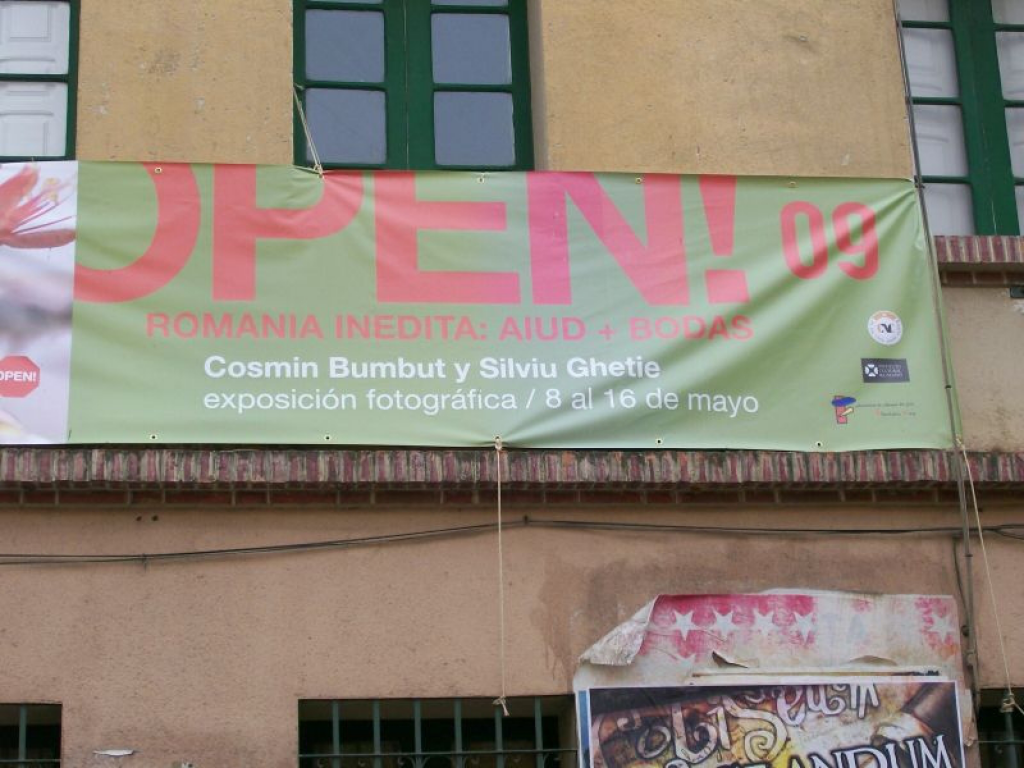 OPEN! 09
ROMANIA INEDITA: AIUD + BODAS
Cosmin Bumbut y Silviu Ghetie
exposición fotográfica / 8 al 16 de mayo
OPEN!